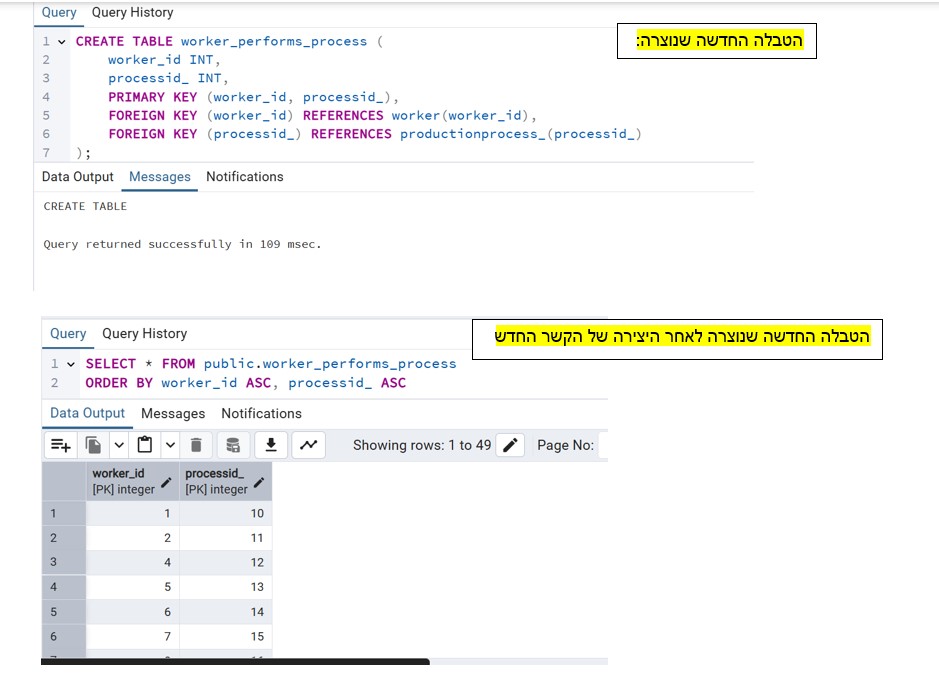 Query Query History
הטבלה החדשה שנוצרה:
1 CREATE TABLE worker_performs_process (
2 worker_id INT,
3 processid_ INT,
4 PRIMARY KEY (worker_id, processid_),
5 FOREIGN KEY (worker_id) REFERENCES worker(worker_id),
6 FOREIGN KEY (processid_) REFERENCES productionprocess_(processid_)
7 );
Data Output Messages Notifications
CREATE TABLE
Query returned successfully in 109 msec.
הטבלה החדשה שנוצרה לאחר היצירה של הקשר החדש
Query Query History
1 SELECT * FROM public.worker_performs_process
2 ORDER BY worker_id ASC, processid_ ASC
Data Output Messages Notifications
Showing rows: 1 to 49 Page No:
worker_id processid_
[PK] integer [PK] integer
1 1 10
2 2 11
3 4 12
4 5 13
5 6 14
6 7 15